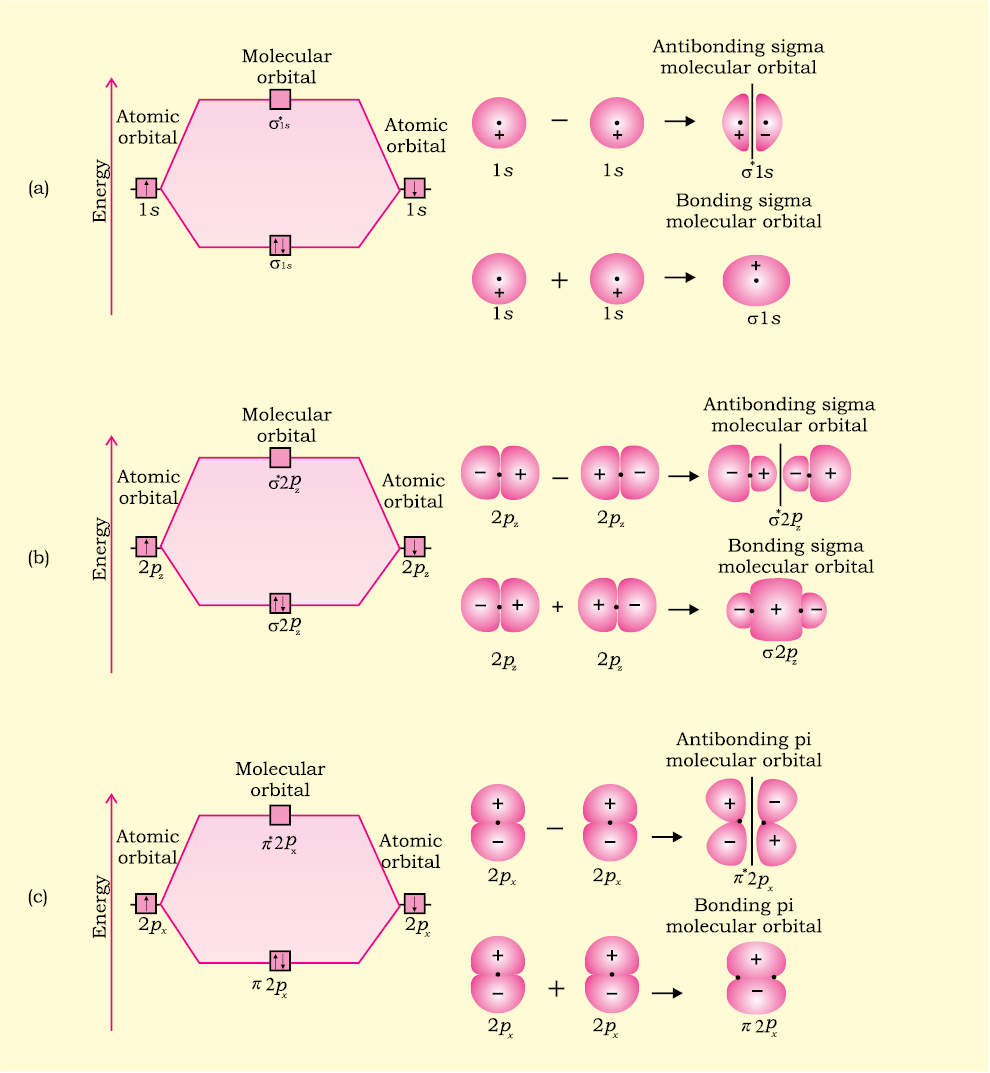 (a)
Energy
Atomic
orbital
1s
Molecular
orbital
σ*1s
σ1s
Atomic
orbital
1s
Antibonding sigma
molecular orbital
+ − + → + −
1s 1s σ*1s
Bonding sigma
molecular orbital
+ + + → +
1s 1s σ1s
(b)
Energy
Atomic
orbital
2pz
Molecular
orbital
σ*2pz
σ2pz
Atomic
orbital
2pz
Antibonding sigma
molecular orbital
− + − + − → − + − +
2pz 2pz σ*2pz
Bonding sigma
molecular orbital
− + + + − → − + −
2pz 2pz σ2pz
(c)
Energy
Atomic
orbital
2px
Molecular
orbital
π*2px
π2px
Atomic
orbital
2px
Antibonding pi
molecular orbital
+ + + −
− →
− − − +
2px 2px π*2px
Bonding pi
molecular orbital
+ + +
+ →
− − −
2px 2px π2px